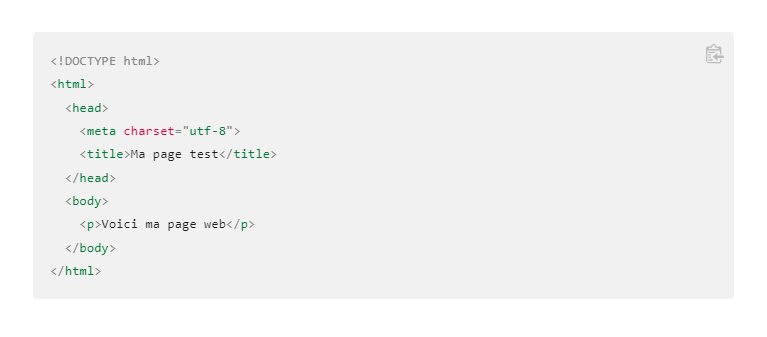 <!DOCTYPE html>
<html>
  <head>
    <meta charset="utf-8">
    <title>Ma page test</title>
  </head>
  <body>
    <p>Voici ma page web</p>
  </body>
</html>